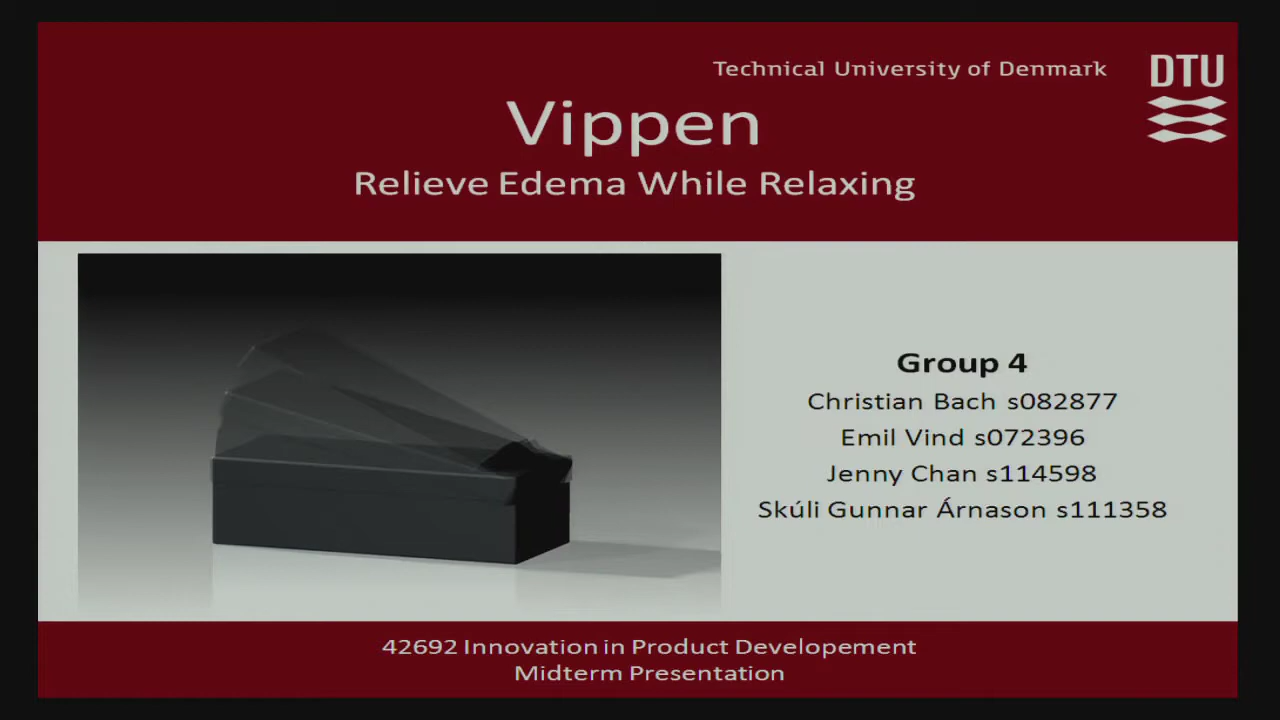 Technical University of Denmark
DTU
Vippen
Relieve Edema While Relaxing
Group 4
Christian Bach s082877
Emil Vind s072396
Jenny Chan s114598
Skúli Gunnar Árnason s111358
42692 Innovation in Product Developement
Midterm Presentation